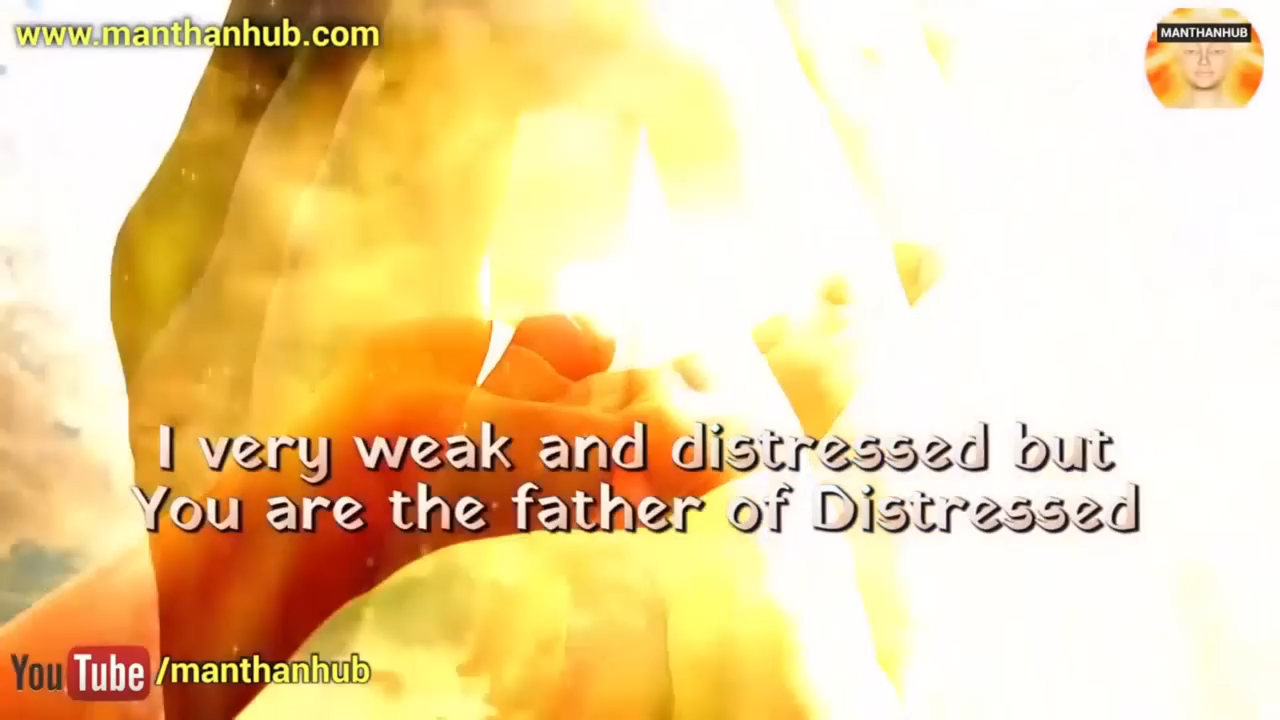 www.manthanhub.com
MANTHANHUB
I very weak and distressed but
You are the father of Distressed
YouTube /manthanhub